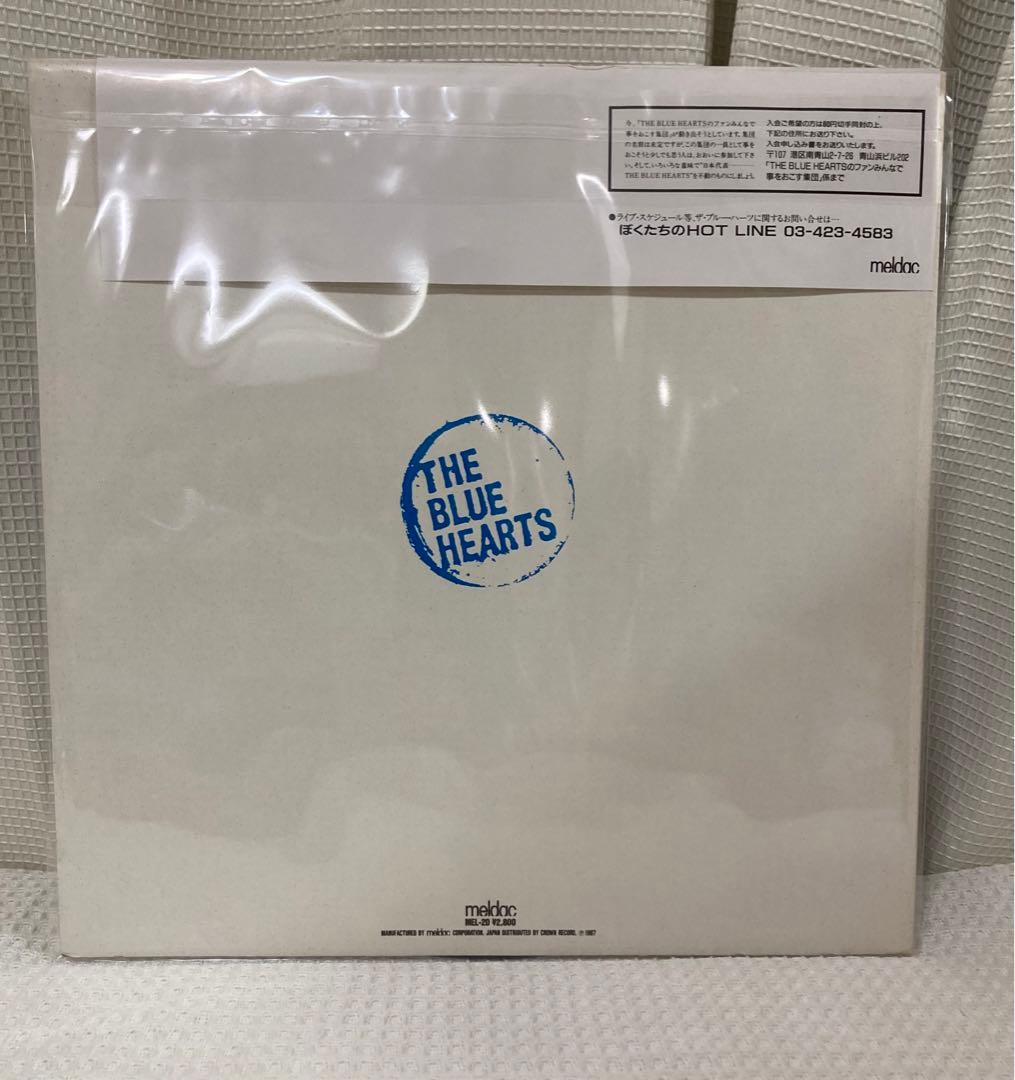 今、「THE BLUE HEARTSのファンみんなで
事をおこす集団」が動き出そうとしています。集団
の名前は未定ですが、この集団の一員として事を
おこそうと少しでも思う人は、おおいに参加して下さ
い。そして、いろいろな意味で"日本代表────
THE BLUE HEARTS"を不動のものにしましょう。
入会ご希望の方は60円切手同封の上、
下記の住所にお送り下さい。
入会申し込み書をお送りいたします。
〒107 港区南青山2-7-26 青山浜ビル202
「THE BLUE HEARTSのファンみんなで
事をおこす集団」係まで
●ライブ・スケジュール等、ザ・ブルーハーツに関するお問い合せは…
ぼくたちのHOT LINE 03-423-4583
meldac
THE
BLUE
HEARTS
meldac
MEL-20 ¥2,800
MANUFACTURED BY meldac CORPORATION, JAPAN DISTRIBUTED BY CROWN RECORD. ℗ 1987